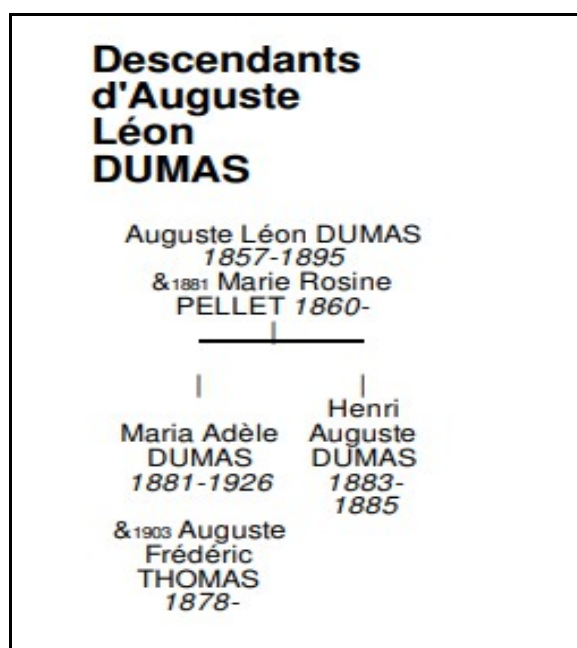 Descendants
d'Auguste
Léon
DUMAS
Auguste Léon DUMAS
1857-1895
&1881 Marie Rosine
PELLET 1860-
Maria Adèle
DUMAS
1881-1926
&1903 Auguste
Frédéric
THOMAS
1878-
Henri
Auguste
DUMAS
1883-
1885